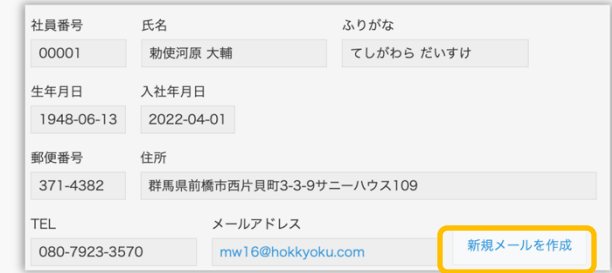 社員番号 氏名 ふりがな
00001 勅使河原 大輔 てしがわら だいすけ
生年月日 入社年月日
1948-06-13 2022-04-01
郵便番号 住所
371-4382 群馬県前橋市西片貝町3-3-9サニーハウス109
TEL メールアドレス
080-7923-3570 mw16@hokkyoku.com 新規メールを作成